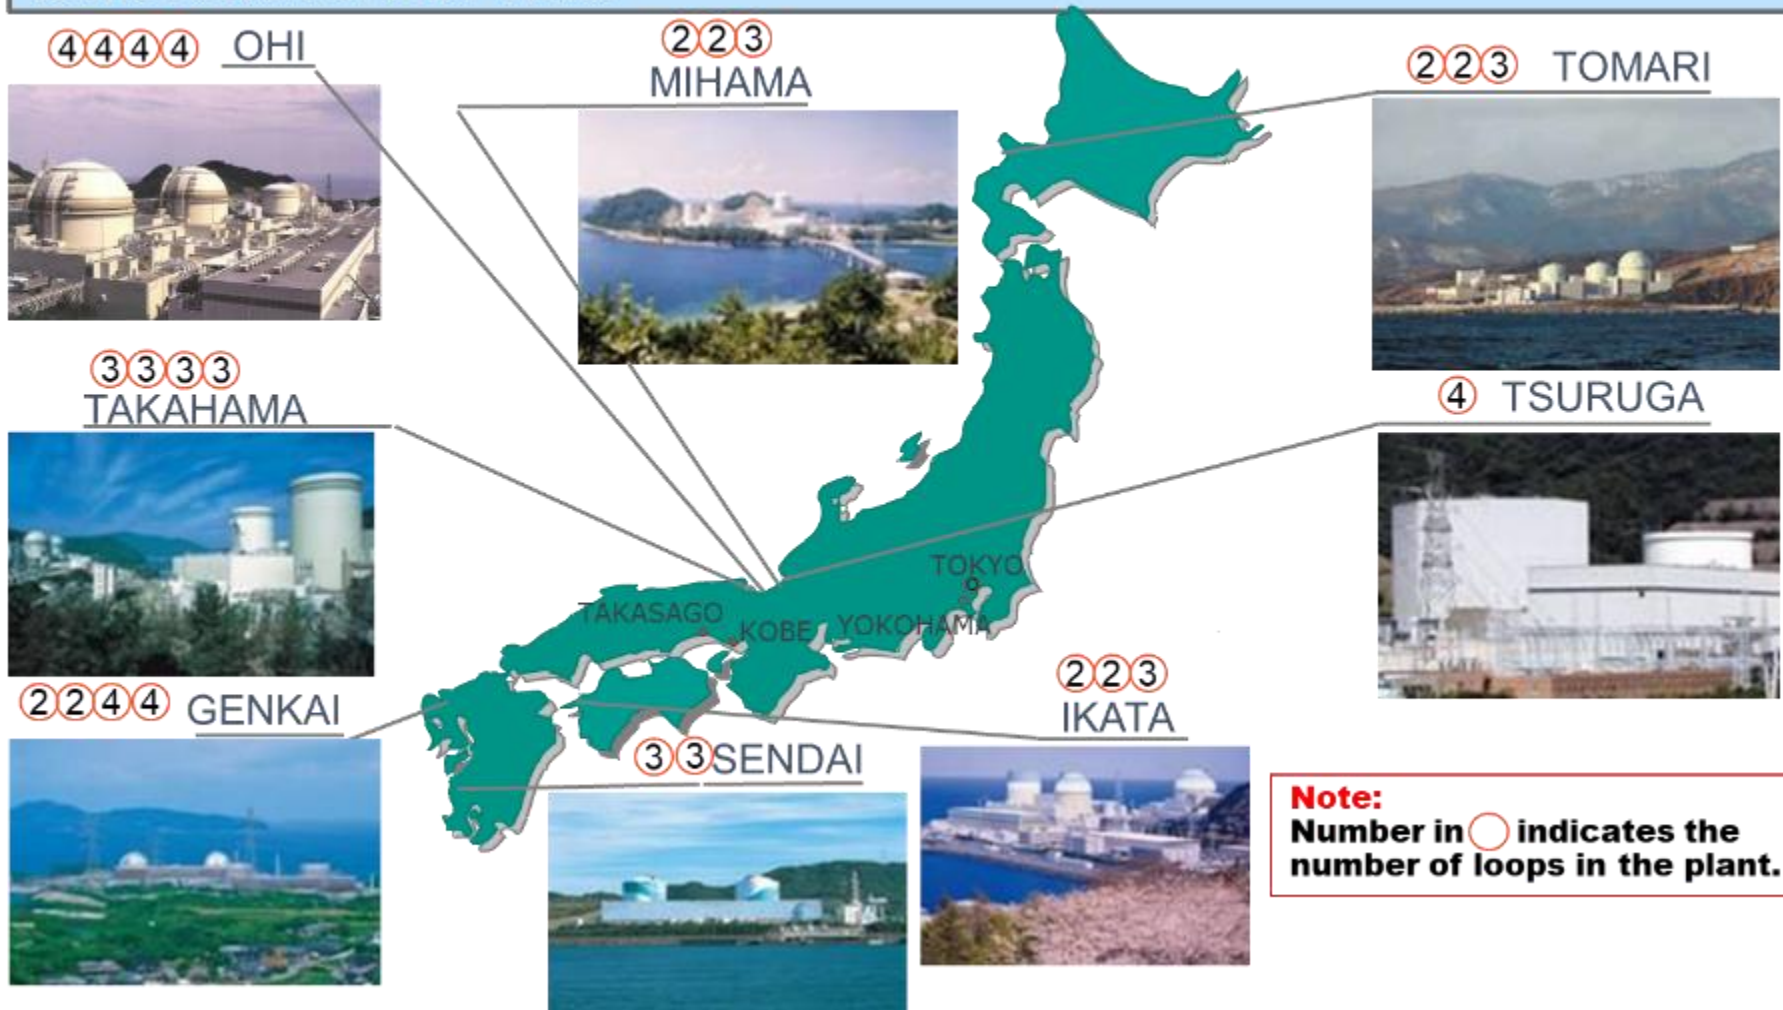 ④④④④ OHI
②②③
MIHAMA
②②③ TOMARI
③③③③
TAKAHAMA
④ TSURUGA
TOKYO
TAKASAGO
KOBE
YOKOHAMA
②②④④ GENKAI
③③SENDAI
②②③
IKATA
Note:
Number in ◯ indicates the
number of loops in the plant.